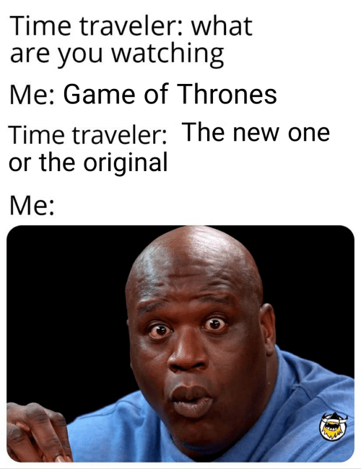 Time traveler: what
are you watching
Me: Game of Thrones
Time traveler: The new one
or the original
Me: